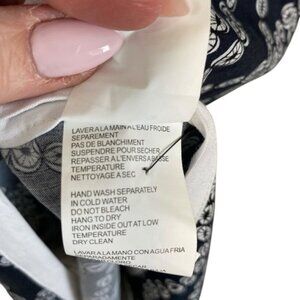 LAVER A LA MAIN A L'EAU FROIDE
SEPAREMENT
PAS DE BLANCHIMENT
SUSPENDRE POUR SECHER
REPASSER A L'ENVERS A BASSE
TEMPERATURE
NETTOYAGE A SEC
HAND WASH SEPARATELY
IN COLD WATER
DO NOT BLEACH
HANG TO DRY
IRON INSIDE OUT AT LOW
TEMPERATURE
DRY CLEAN
LAVAR A LA MANO CON AGUA FRIA
SEPARADAMENTE
CLORO